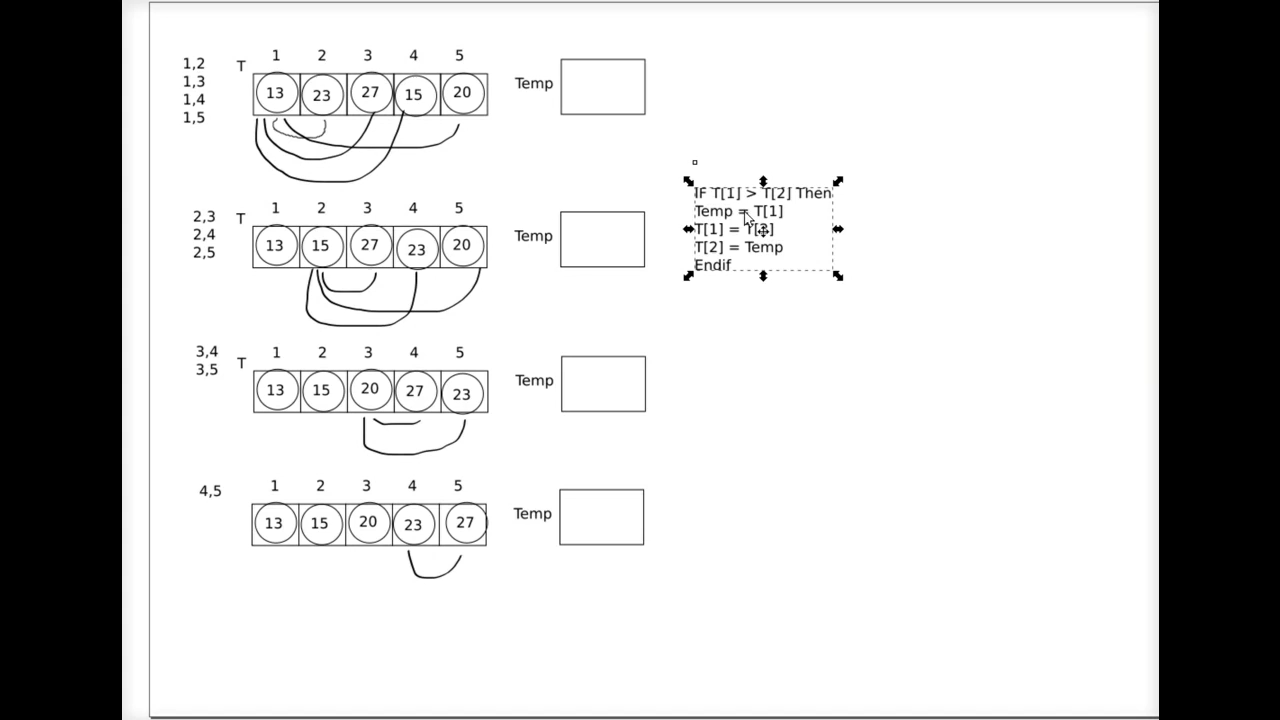 1 2 3 4 5
1,2
1,3
1,4
1,5
T
13 23 27 15 20
Temp
IF T[1] > T[2] Then
Temp = T[1]
T[1] = T[2]
T[2] = Temp
Endif
1 2 3 4 5
2,3
2,4
2,5
T
13 15 27 23 20
Temp
1 2 3 4 5
3,4
3,5
T
13 15 20 27 23
Temp
1 2 3 4 5
4,5
13 15 20 23 27
Temp